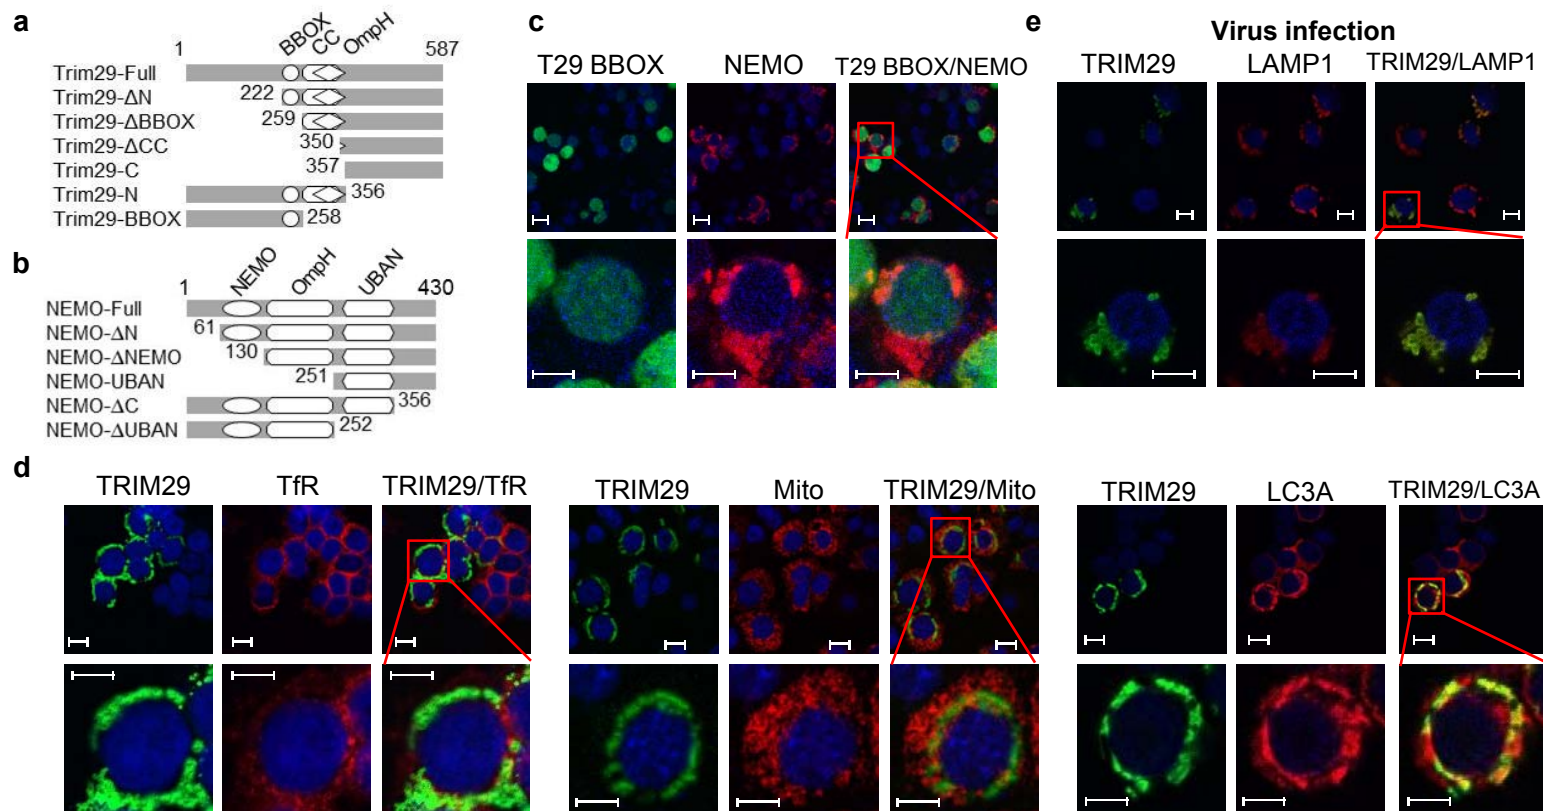 a
BBOX
CC
OmpH
1
587
Trim29-Full
222
Trim29-ΔN
259
Trim29-ΔBBOX
350
Trim29-ΔCC
357
Trim29-C
Trim29-N
356
Trim29-BBOX
258
b
NEMO
OmpH
UBAN
1
430
NEMO-Full
61
NEMO-ΔN
130
NEMO-ΔNEMO
251
NEMO-UBAN
NEMO-ΔC
356
NEMO-ΔUBAN
252
c
T29 BBOX
NEMO
T29 BBOX/NEMO
e
Virus infection
TRIM29
LAMP1
TRIM29/LAMP1
d
TRIM29
TfR
TRIM29/TfR
TRIM29
Mito
TRIM29/Mito
TRIM29
LC3A
TRIM29/LC3A